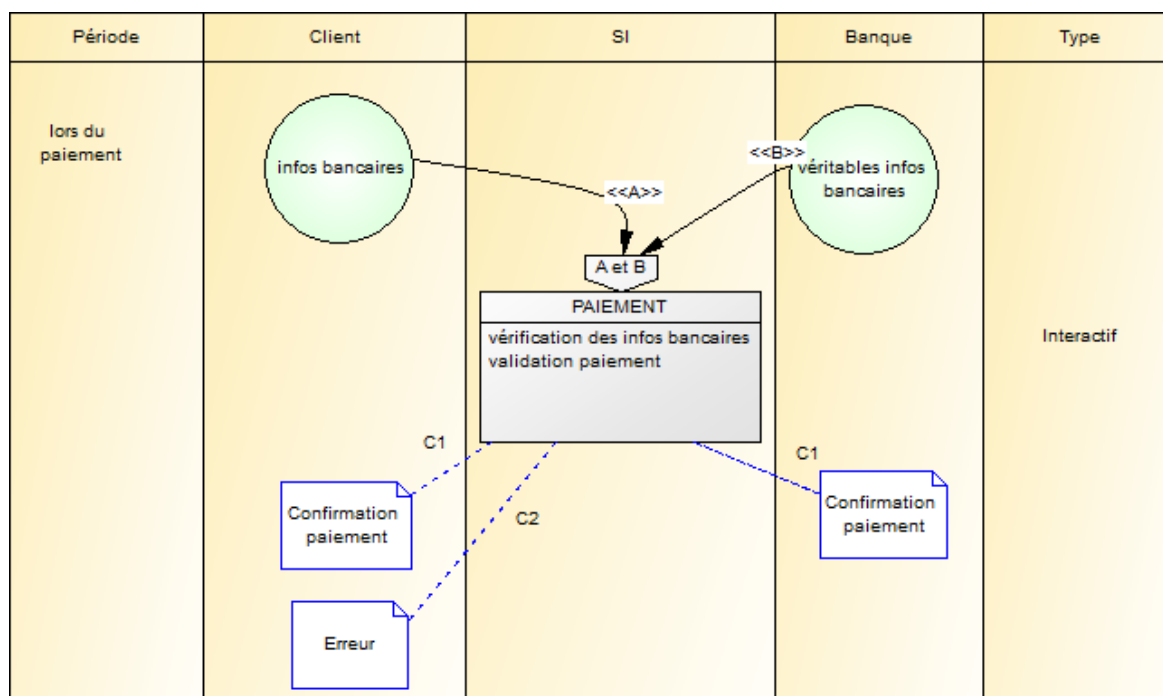 Période
Client
SI
Banque
Type
lors du
paiement
infos bancaires
<<A>>
<<B>>
véritables infos
bancaires
A et B
PAIEMENT
vérification des infos bancaires
validation paiement
Interactif
C1
C1
Confirmation
paiement
C2
Confirmation
paiement
Erreur